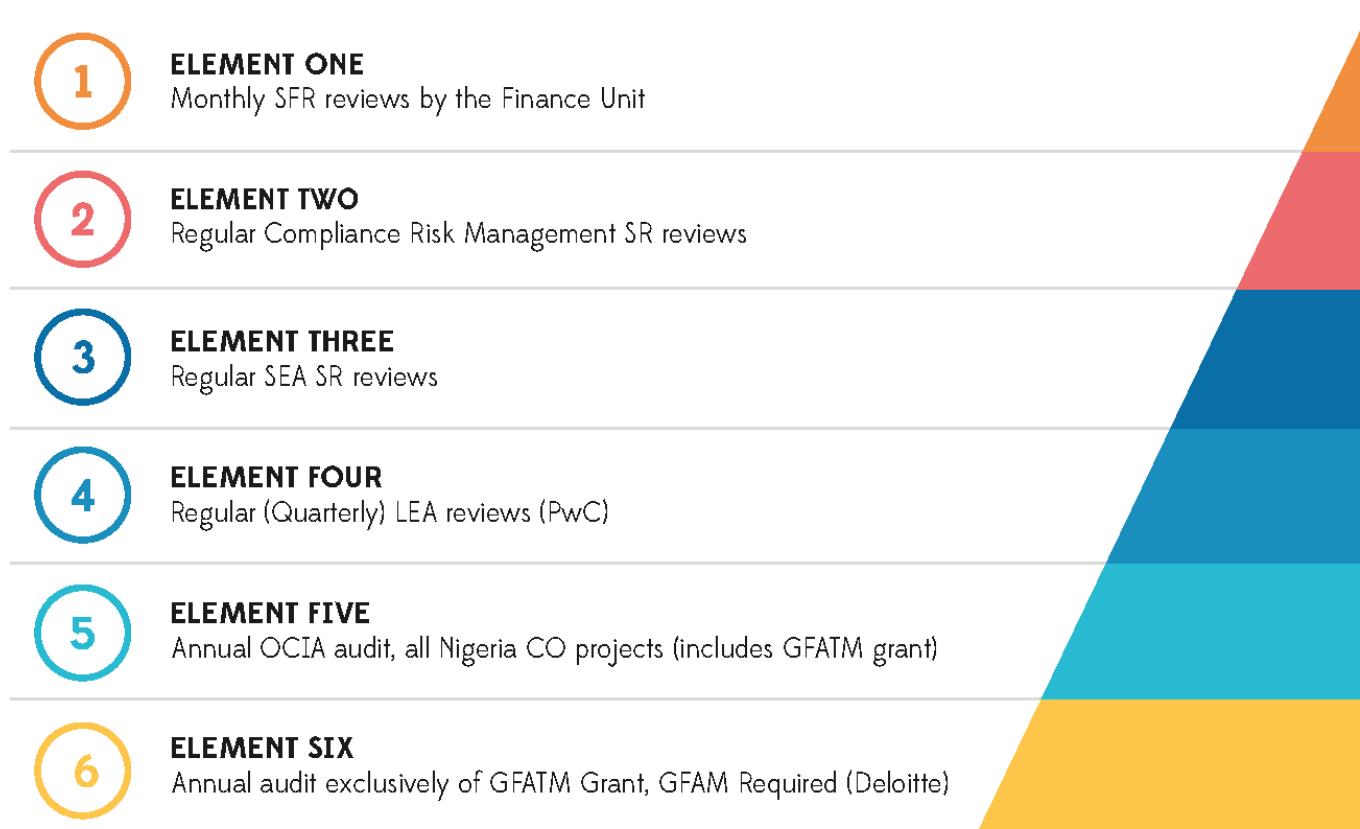 1
ELEMENT ONE
Monthly SFR reviews by the Finance Unit
2
ELEMENT TWO
Regular Compliance Risk Management SR reviews
3
ELEMENT THREE
Regular SEA SR reviews
4
ELEMENT FOUR
Regular (Quarterly) LEA reviews (PwC)
5
ELEMENT FIVE
Annual OCIA audit, all Nigeria CO projects (includes GFATM grant)
6
ELEMENT SIX
Annual audit exclusively of GFATM Grant, GFAM Required (Deloitte)